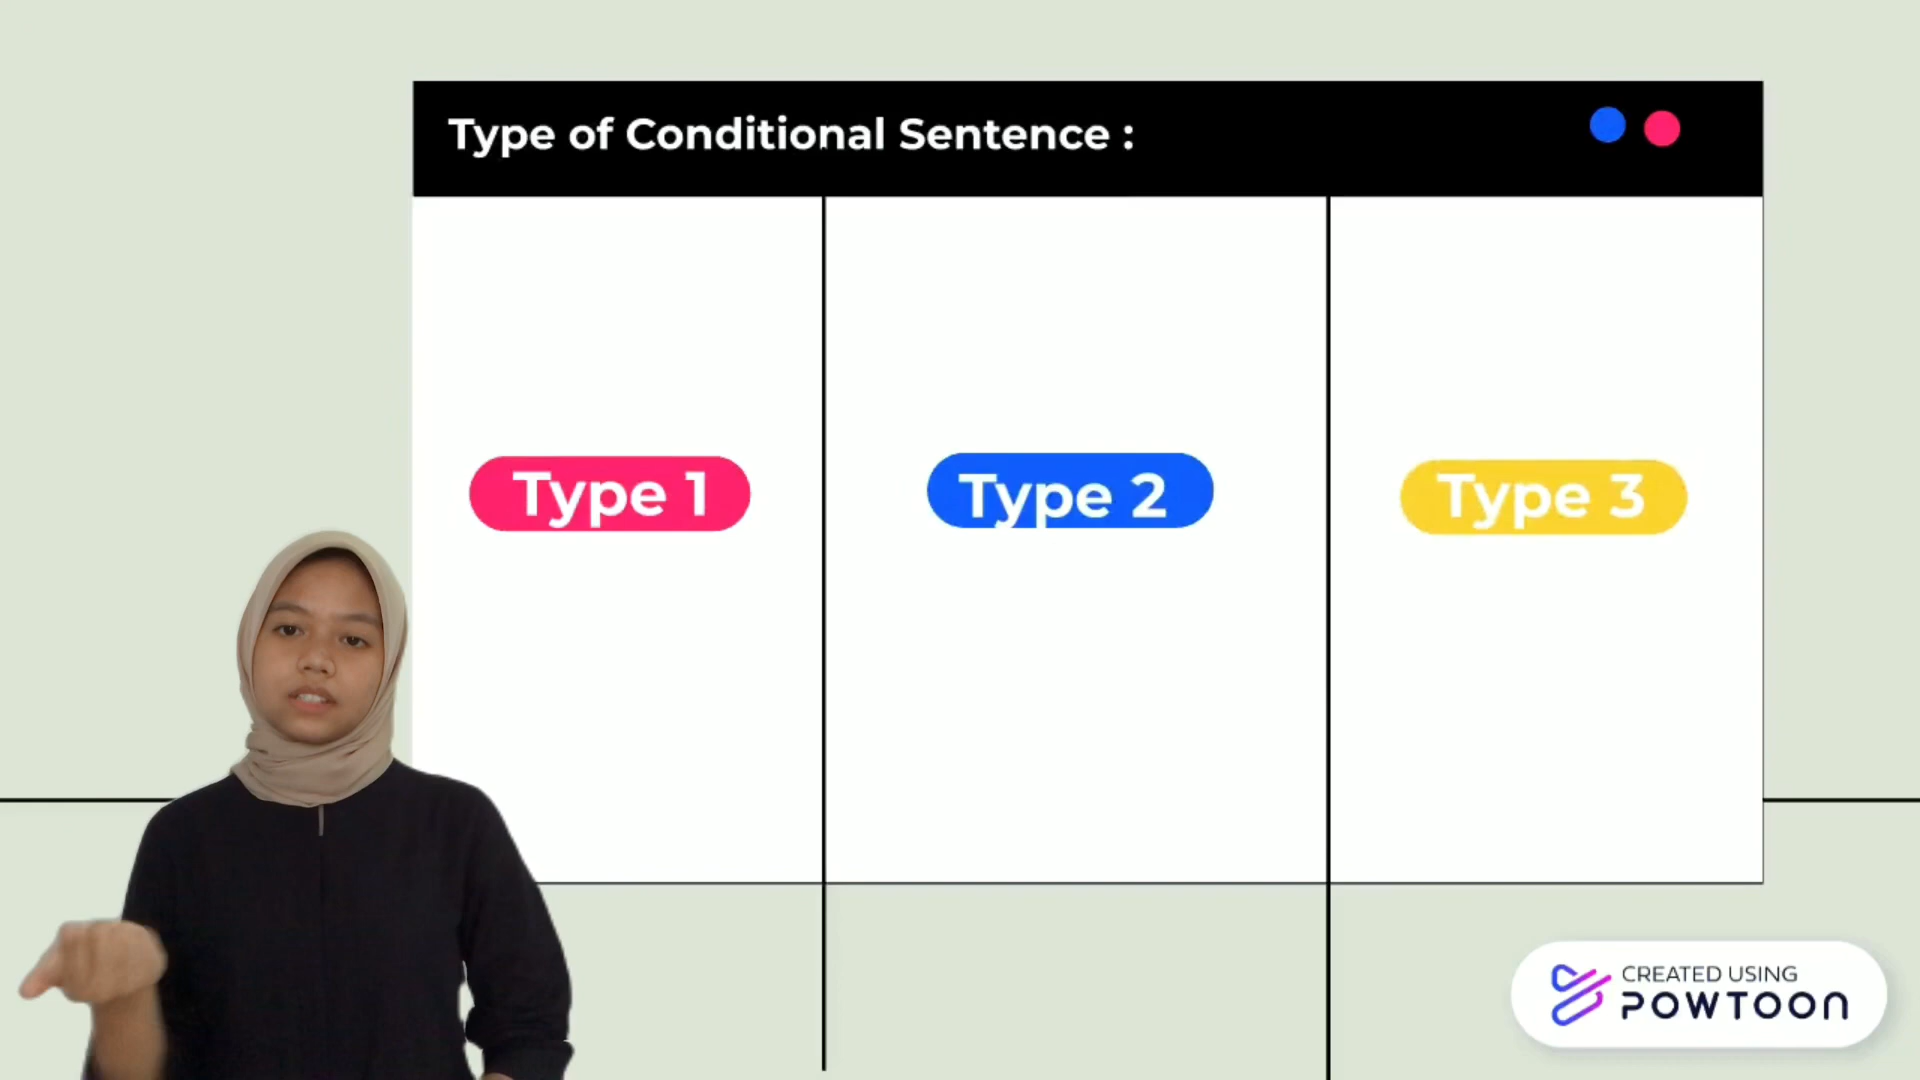 Type of Conditional Sentence :
Type 1
Type 2
Type 3
CREATED USING
POWTOON